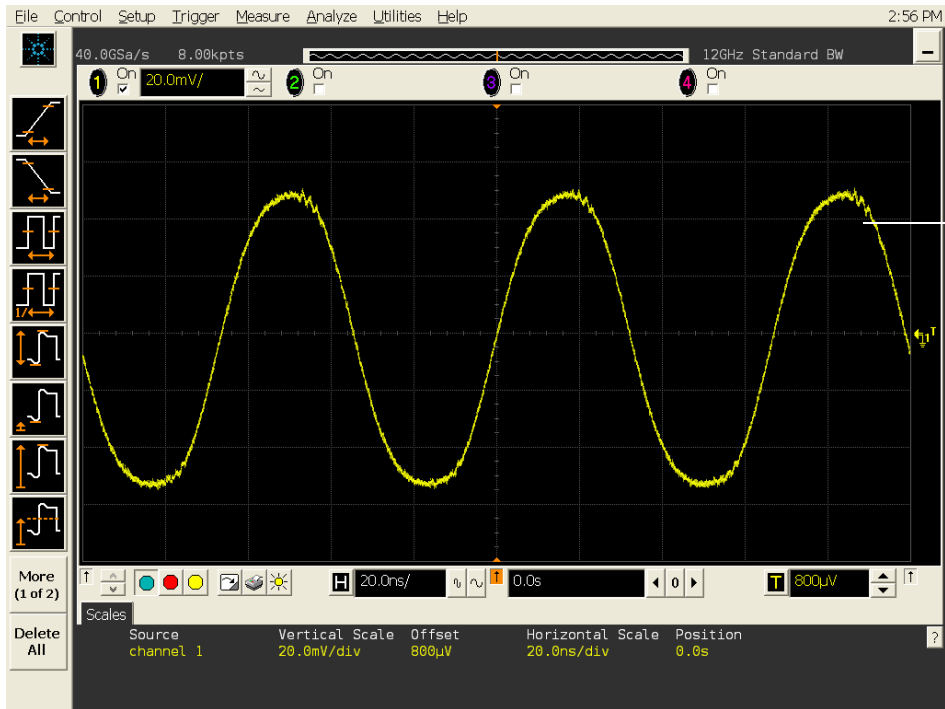 File Control Setup Trigger Measure Analyze Utilities Help 2:56 PM
40.0GSa/s 8.00kpts 12GHz Standard BW
1 On 20.0mV/ 2 On 3 On 4 On
1/
T
1
More
(1 of 2)
H 20.0ns/ 0.0s 0 T 800µV
Delete
All
Scales
Source Vertical Scale Offset Horizontal Scale Position ?
channel 1 20.0mV/div 800µV 20.0ns/div 0.0s